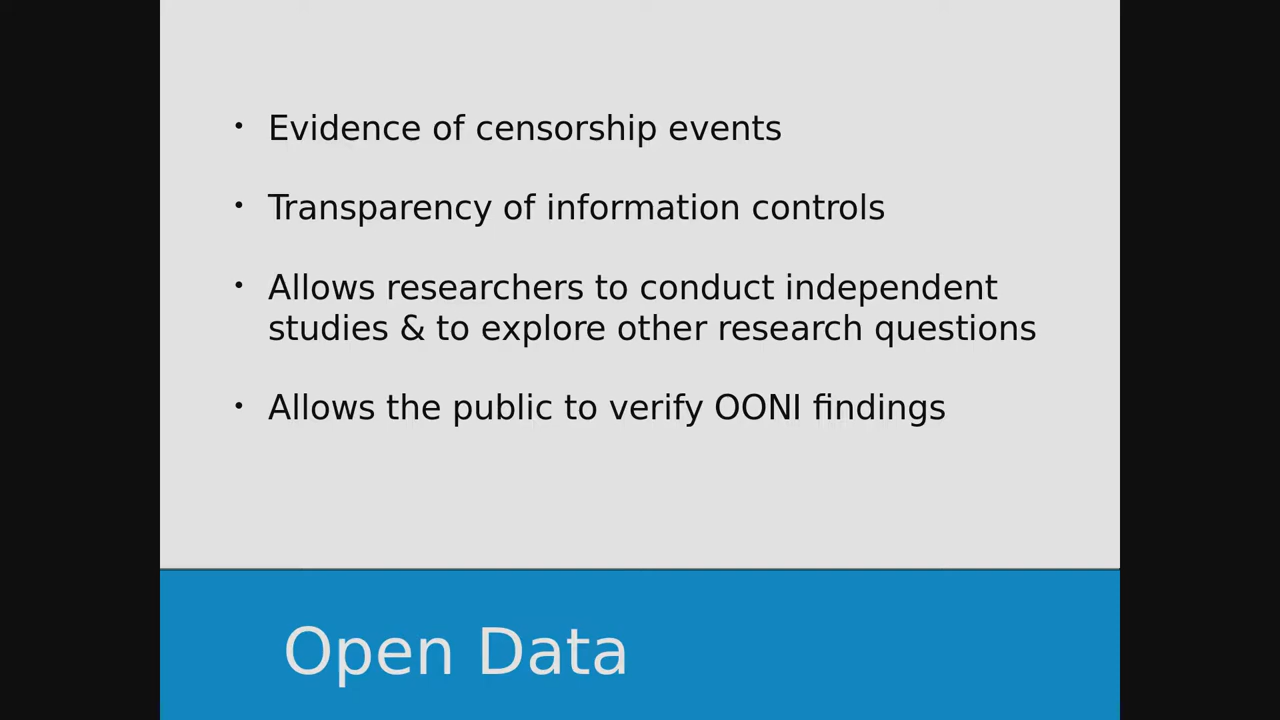 • Evidence of censorship events
• Transparency of information controls
• Allows researchers to conduct independent
studies & to explore other research questions
• Allows the public to verify OONI findings
Open Data